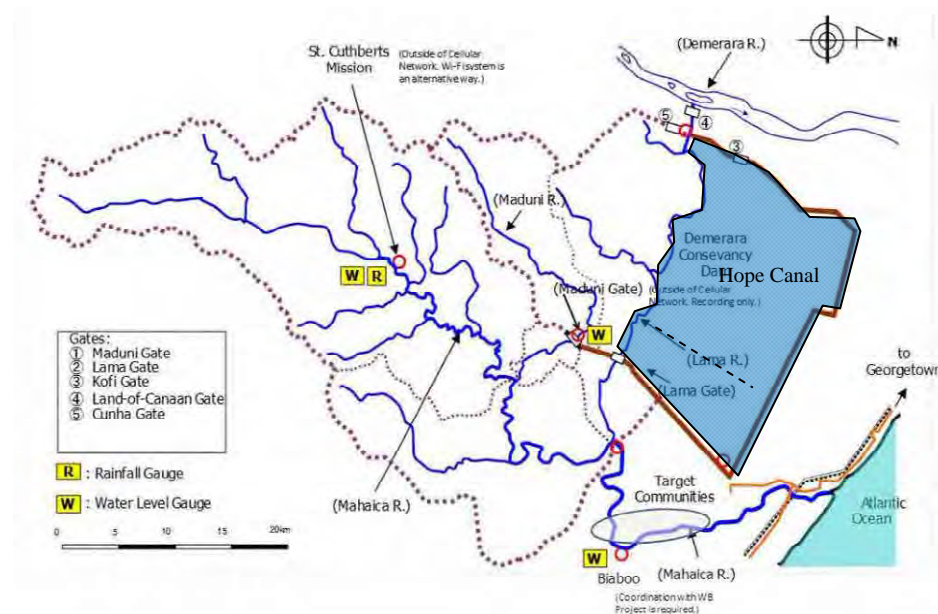 (Demerara R.)
N
St. Cuthberts
Mission
(Outside of Cellular
Network. Wi-Fi system is
an alternative way.)
⑤
④
③
(Maduni R.)
Demerara
Consevancy
Hope Canal
(Maduni Gate)
(Outside of Cellular
Network. Recording only.)
W R
W
(Lama R.)
(Lama Gate)
to
Georgetown
Gates:
① Maduni Gate
② Lama Gate
③ Kofi Gate
④ Land-of-Canaan Gate
⑤ Cunha Gate
R : Rainfall Gauge
W : Water Level Gauge
(Mahaica R.)
Target
Communities
Atlantic
Ocean
0 5 10 20km
W
Biaboo
(Mahaica R.)
(Coordination with WB
Project is required.)